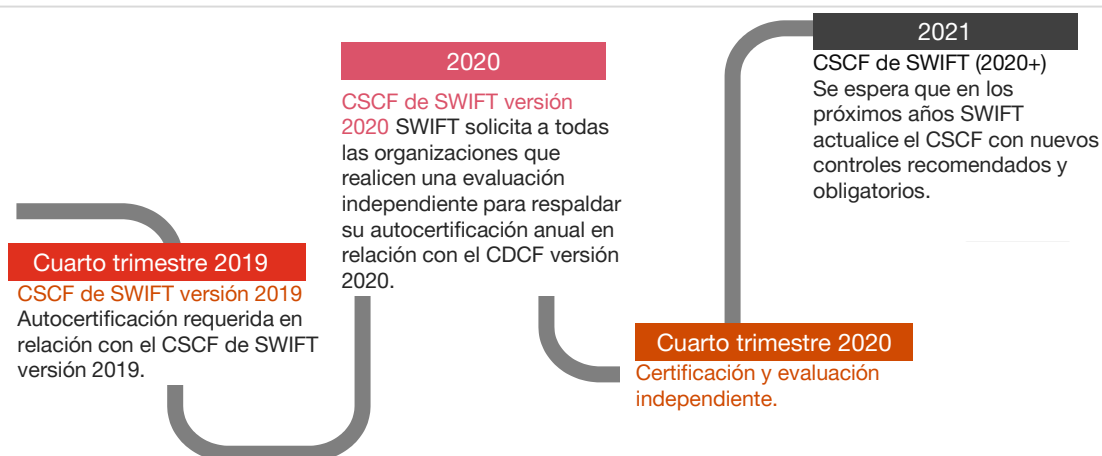 Cuarto trimestre 2019
CSCF de SWIFT versión 2019
Autocertificación requerida en
relación con el CSCF de SWIFT
versión 2019.
2020
CSCF de SWIFT versión
2020 SWIFT solicita a todas
las organizaciones que
realicen una evaluación
independiente para respaldar
su autocertificación anual en
relación con el CDCF versión
2020.
Cuarto trimestre 2020
Certificación y evaluación
independiente.
2021
CSCF de SWIFT (2020+)
Se espera que en los
próximos años SWIFT
actualice el CSCF con nuevos
controles recomendados y
obligatorios.